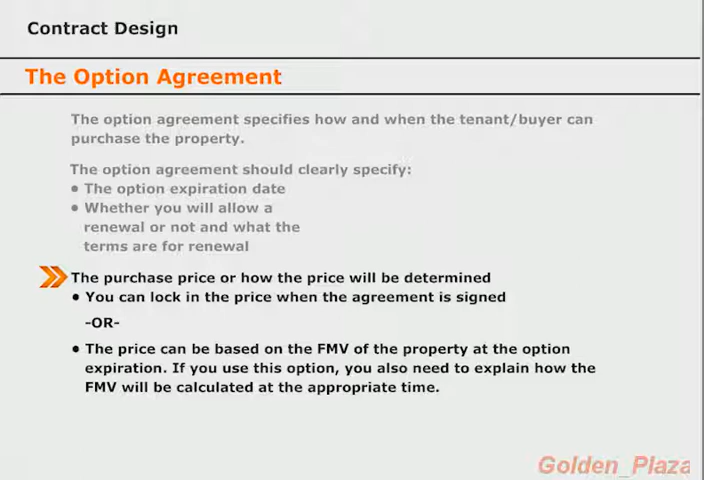 Contract Design
The Option Agreement
The option agreement specifies how and when the tenant/buyer can
purchase the property.
The option agreement should clearly specify:
• The option expiration date
• Whether you will allow a
renewal or not and what the
terms are for renewal
The purchase price or how the price will be determined
• You can lock in the price when the agreement is signed
-OR-
• The price can be based on the FMV of the property at the option
expiration. If you use this option, you also need to explain how the
FMV will be calculated at the appropriate time.
Golden_Plaza